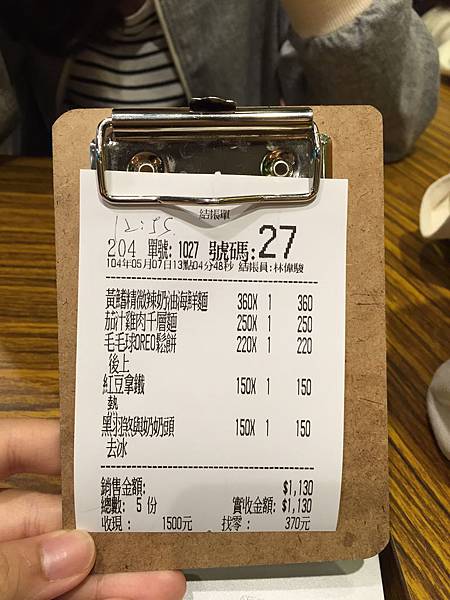 結帳單
12:55
204 單號:1027 號碼:27
104年05月07日13點04分48秒 結帳員:林偉駿
黃鰭精微辣奶油海鮮麵 360X 1 360
茄汁雞肉千層麵 250X 1 250
毛毛球OREO鬆餅 220X 1 220
後上
紅豆拿鐵 150X 1 150
熱
黑羽煞與奶奶頭 150X 1 150
去冰
銷售金額: $1,130
總數: 5 份 實收金額: $1,130
收現: 1500元 找零: 370元